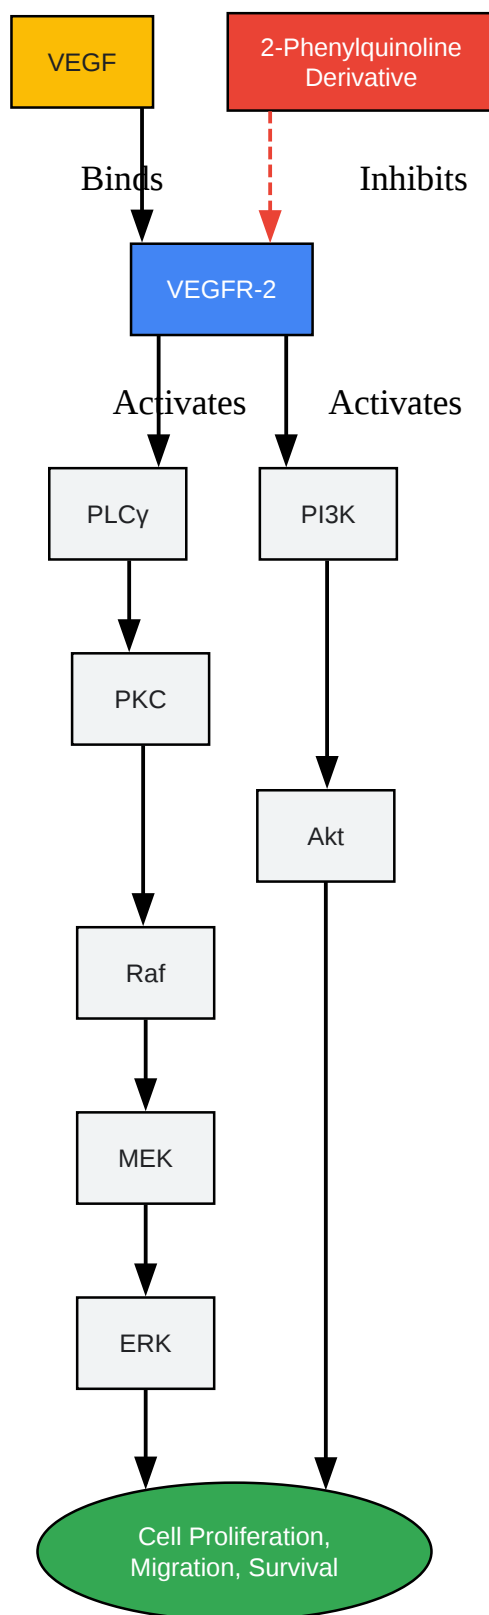 VEGF
2-Phenylquinoline
Derivative
Binds
Inhibits
VEGFR-2
Activates
Activates
PLCγ
PI3K
PKC
Akt
Raf
MEK
ERK
Cell Proliferation,
Migration, Survival